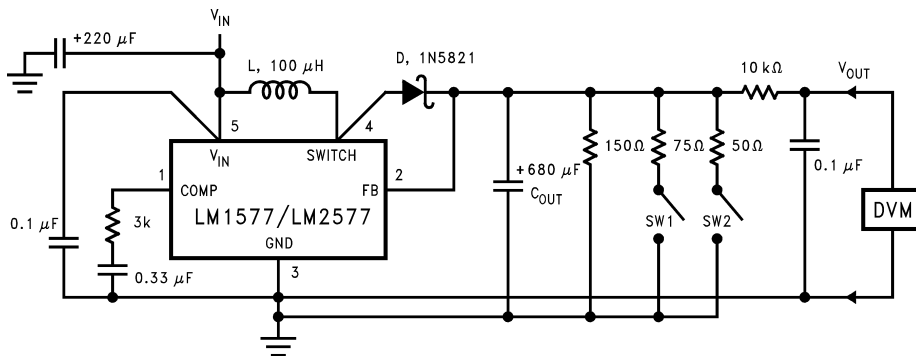 V_IN
+220 μF
L, 100 μH
D, 1N5821
10 kΩ
V_OUT
5
4
V_IN
SWITCH
1
2
COMP
FB
LM1577/LM2577
GND
3
3k
0.1 μF
0.33 μF
+680 μF
C_OUT
150Ω
75Ω
50Ω
SW1
SW2
0.1 μF
DVM